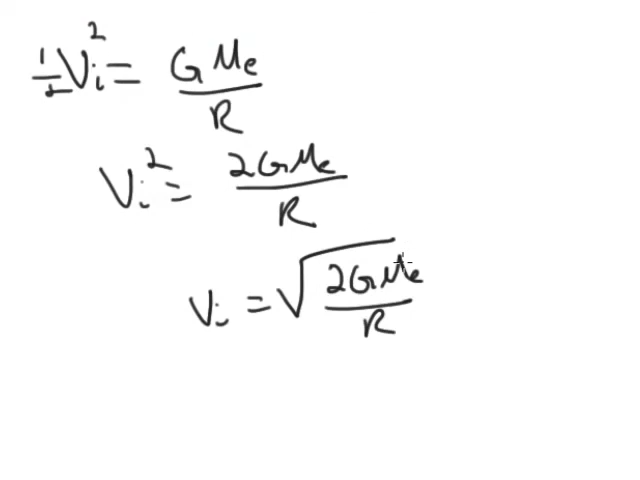 ½Vᵢ² = GMₑ/R
Vᵢ² = 2GMₑ/R
Vᵢ = √(2GMₑ/R)